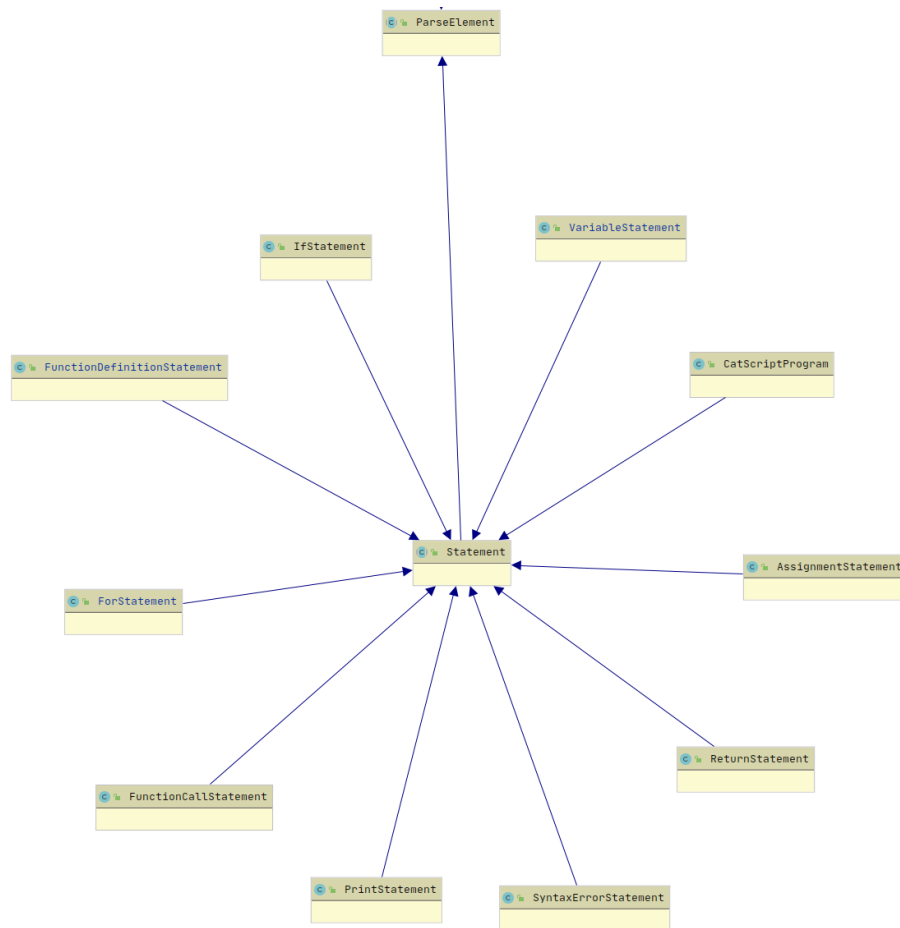 ParseElement
VariableStatement
IfStatement
CatScriptProgram
FunctionDefinitionStatement
Statement
AssignmentStatement
ForStatement
ReturnStatement
FunctionCallStatement
PrintStatement
SyntaxErrorStatement